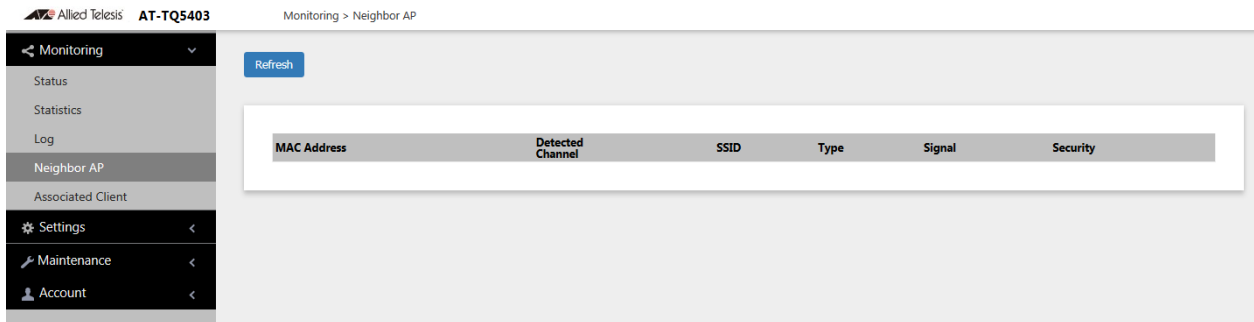 Allied Telesis AT-TQ5403 Monitoring > Neighbor AP
Monitoring
Refresh
Status
Statistics
Log
MAC Address Detected Channel SSID Type Signal Security
Neighbor AP
Associated Client
Settings
Maintenance
Account